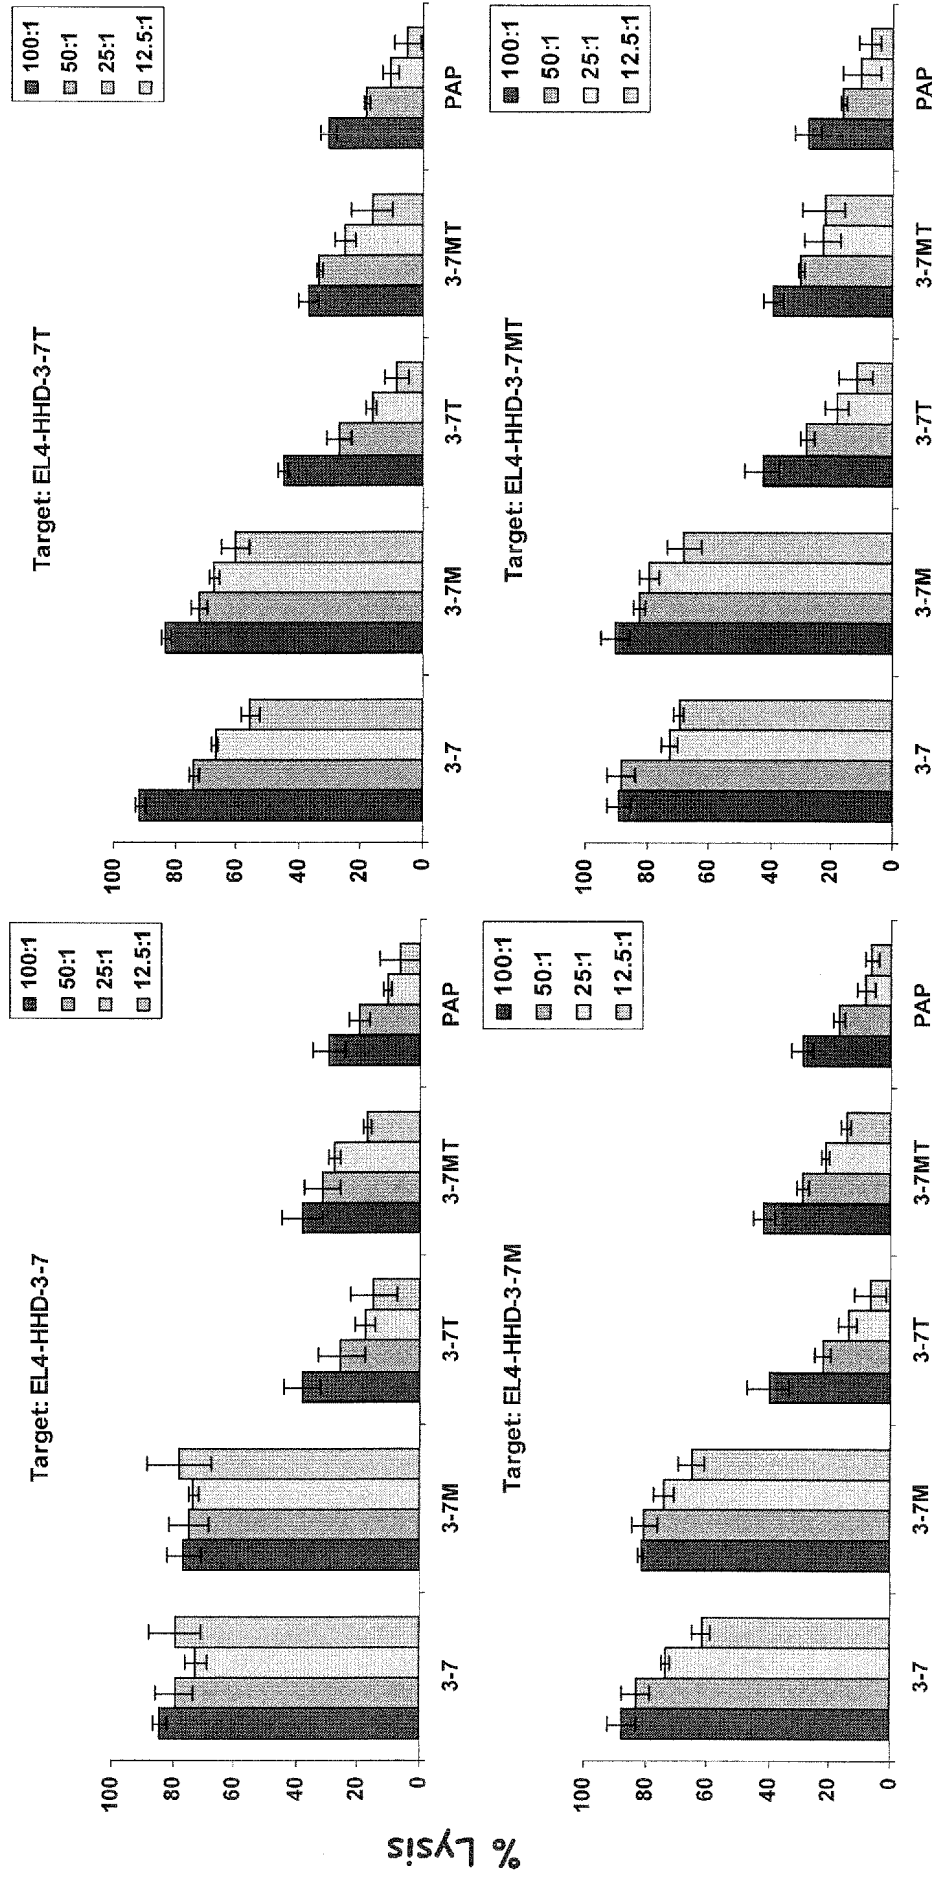 Target: EL4-HHD-3-7
100:1
50:1
25:1
12.5:1
100
80
60
40
20
0
3-7
3-7M
3-7T
3-7MT
PAP
Target: EL4-HHD-3-7T
100:1
50:1
25:1
12.5:1
100
80
60
40
20
0
3-7
3-7M
3-7T
3-7MT
PAP
% Lysis
Target: EL4-HHD-3-7M
100:1
50:1
25:1
12.5:1
100
80
60
40
20
0
3-7
3-7M
3-7T
3-7MT
PAP
Target: EL4-HHD-3-7MT
100:1
50:1
25:1
12.5:1
100
80
60
40
20
0
3-7
3-7M
3-7T
3-7MT
PAP